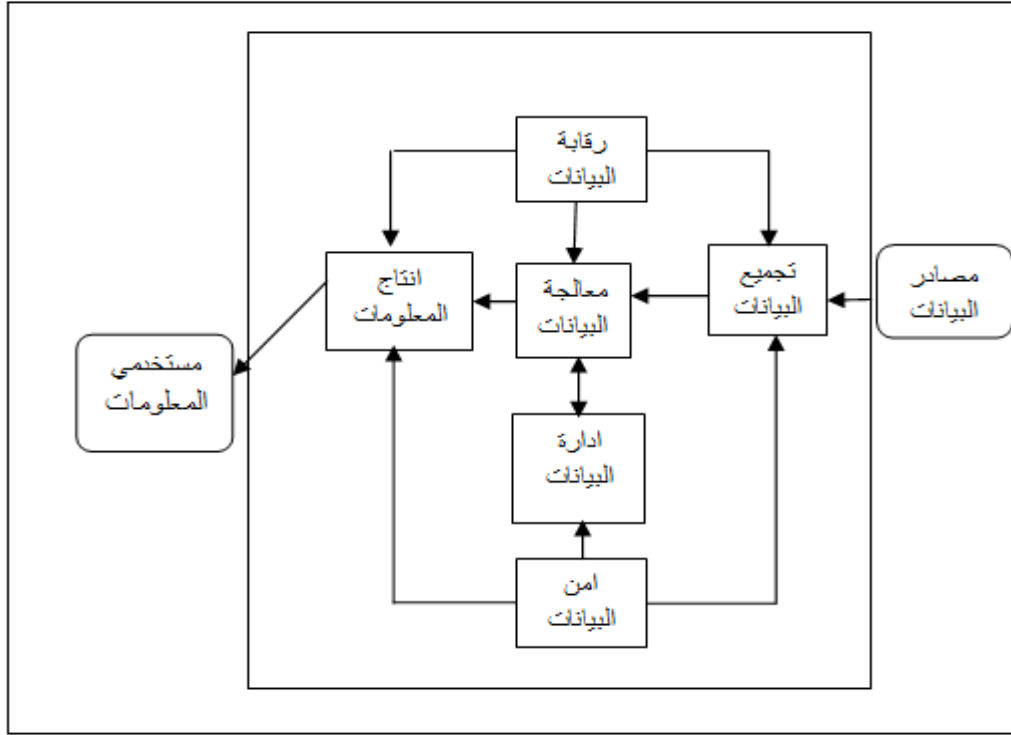 رقابة
البيانات
مصادر
البيانات
تجميع
البيانات
معالجة
البيانات
انتاج
المعلومات
مستخدمي
المعلومات
ادارة
البيانات
امن
البيانات